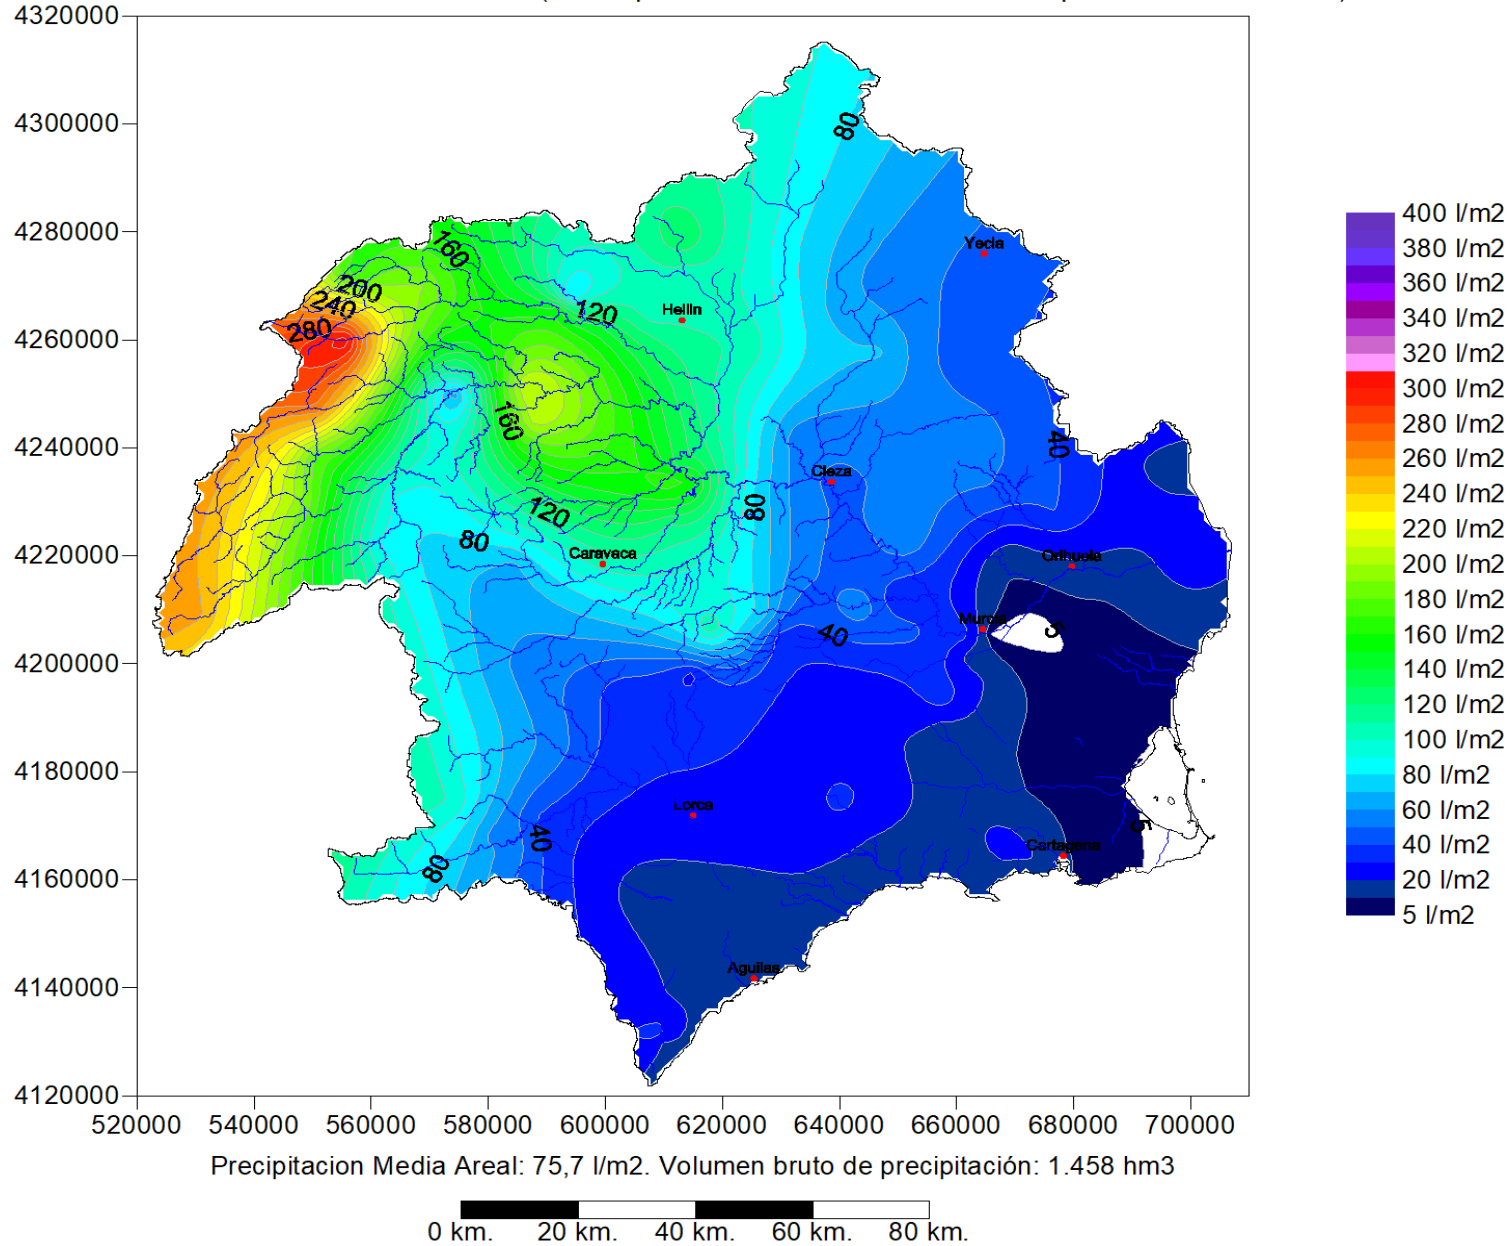 4320000
4300000
4280000
4260000
4240000
4220000
4200000
4180000
4160000
4140000
4120000
520000 540000 560000 580000 600000 620000 640000 660000 680000 700000
80
160
200
240
280
120
160
120
80
80
40
40
5
40
80
5
Yecla
Hellin
Cieza
Caravaca
Orihuela
Murcia
Lorca
Cartagena
Aguilas
400 l/m2
380 l/m2
360 l/m2
340 l/m2
320 l/m2
300 l/m2
280 l/m2
260 l/m2
240 l/m2
220 l/m2
200 l/m2
180 l/m2
160 l/m2
140 l/m2
120 l/m2
100 l/m2
80 l/m2
60 l/m2
40 l/m2
20 l/m2
5 l/m2
Precipitacion Media Areal: 75,7 l/m2. Volumen bruto de precipitación: 1.458 hm3
0 km. 20 km. 40 km. 60 km. 80 km.